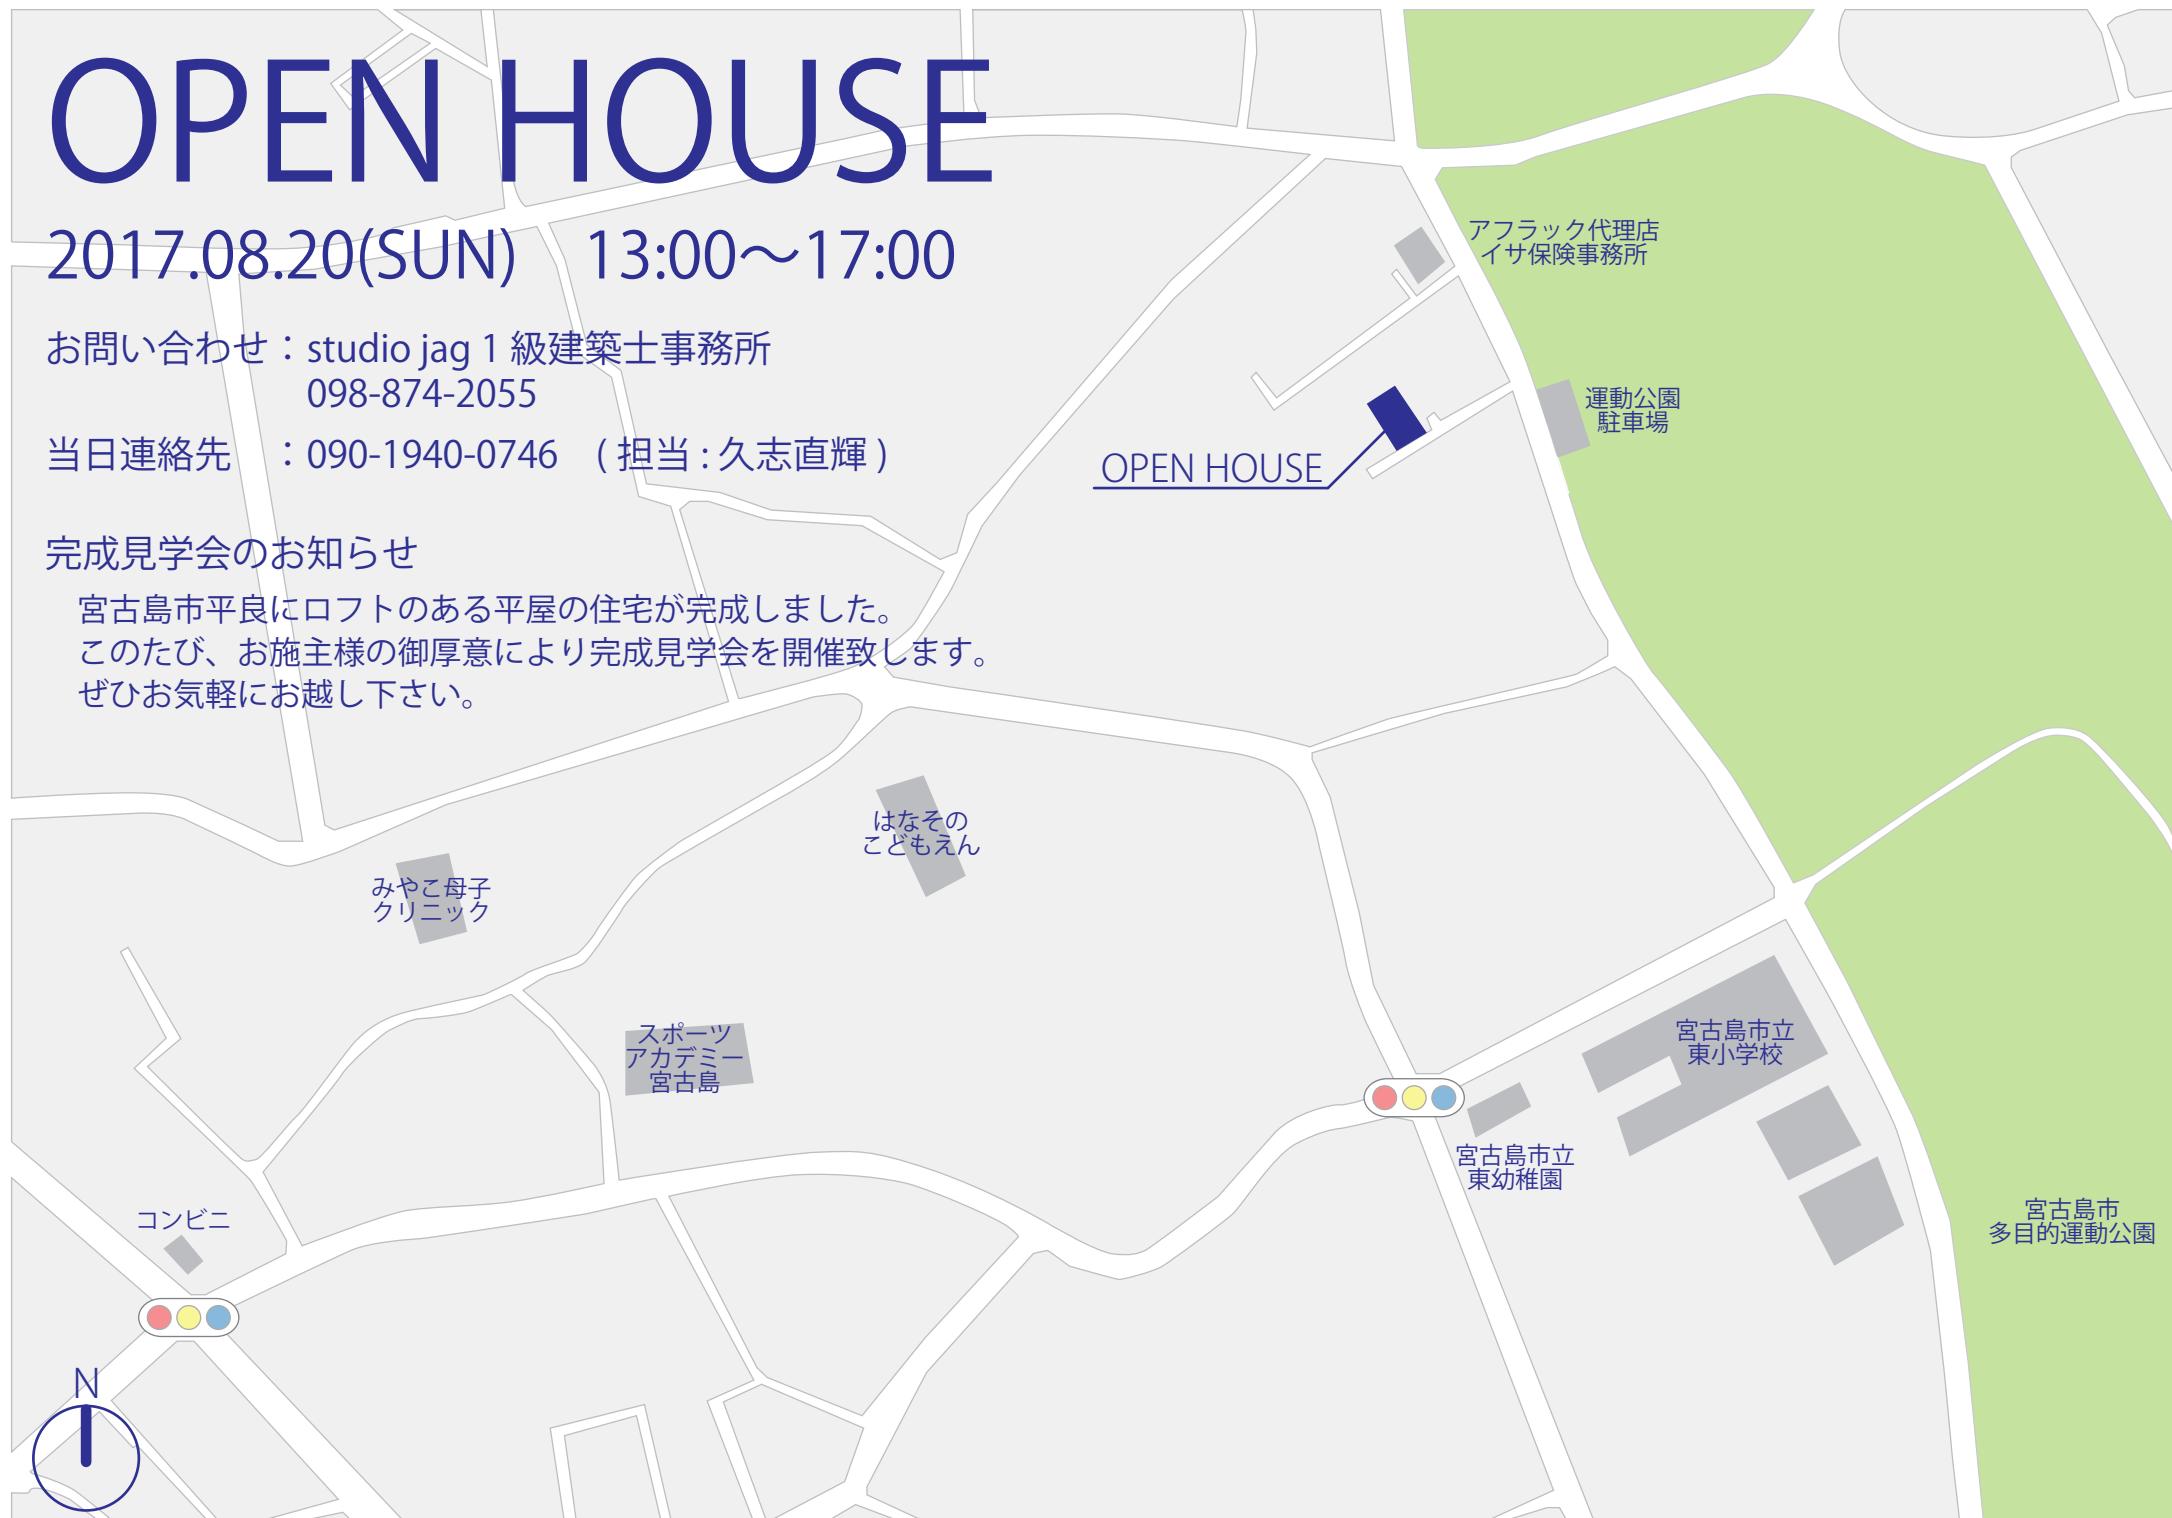 OPEN HOUSE
2017.08.20(SUN)　13:00～17:00
お問い合わせ：studio jag 1 級建築士事務所
098-874-2055
当日連絡先　：090-1940-0746　( 担当 : 久志直輝 )
完成見学会のお知らせ
宮古島市平良にロフトのある平屋の住宅が完成しました。
このたび、お施主様の御厚意により完成見学会を開催致します。
ぜひお気軽にお越し下さい。
アフラック代理店
イサ保険事務所
運動公園
駐車場
OPEN HOUSE
はなその
こどもえん
みやこ母子
クリニック
スポーツ
アカデミー
宮古島
宮古島市立
東小学校
宮古島市立
東幼稚園
宮古島市
多目的運動公園
コンビニ
N